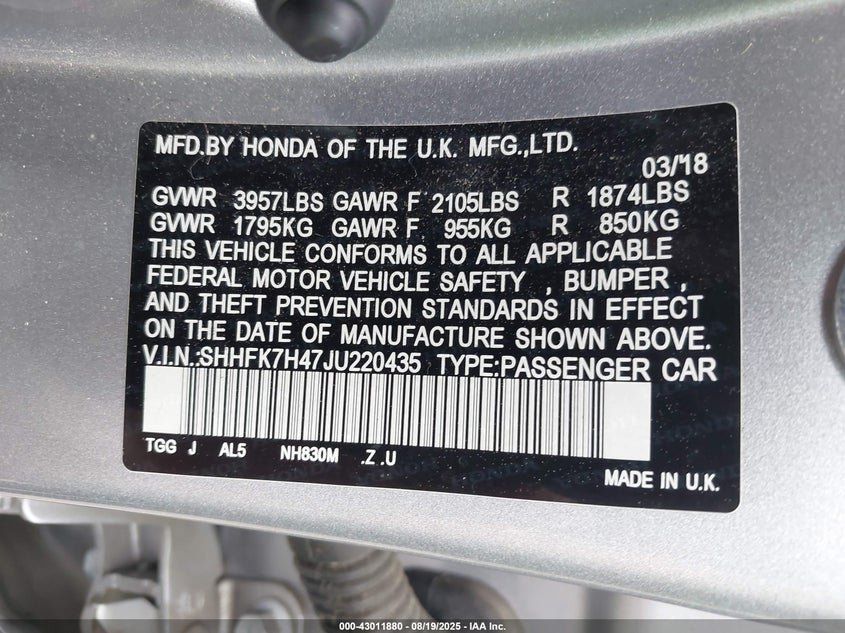 MFD.BY HONDA OF THE U.K. MFG.,LTD.
03/'18
GVWR 3957LBS GAWR F 2105LBS R 1874LBS
GVWR 1795KG GAWR F 955KG R 850KG
THIS VEHICLE CONFORMS TO ALL APPLICABLE
FEDERAL MOTOR VEHICLE SAFETY , BUMPER ,
AND THEFT PREVENTION STANDARDS IN EFFECT
ON THE DATE OF MANUFACTURE SHOWN ABOVE.
V.I.N.:SHHFK7H47JU220435 TYPE:PASSENGER CAR
TGG J AL5 NH830M .Z .U
MADE IN U.K.
000-43011880 - 08/19/2025 - IAA Inc.